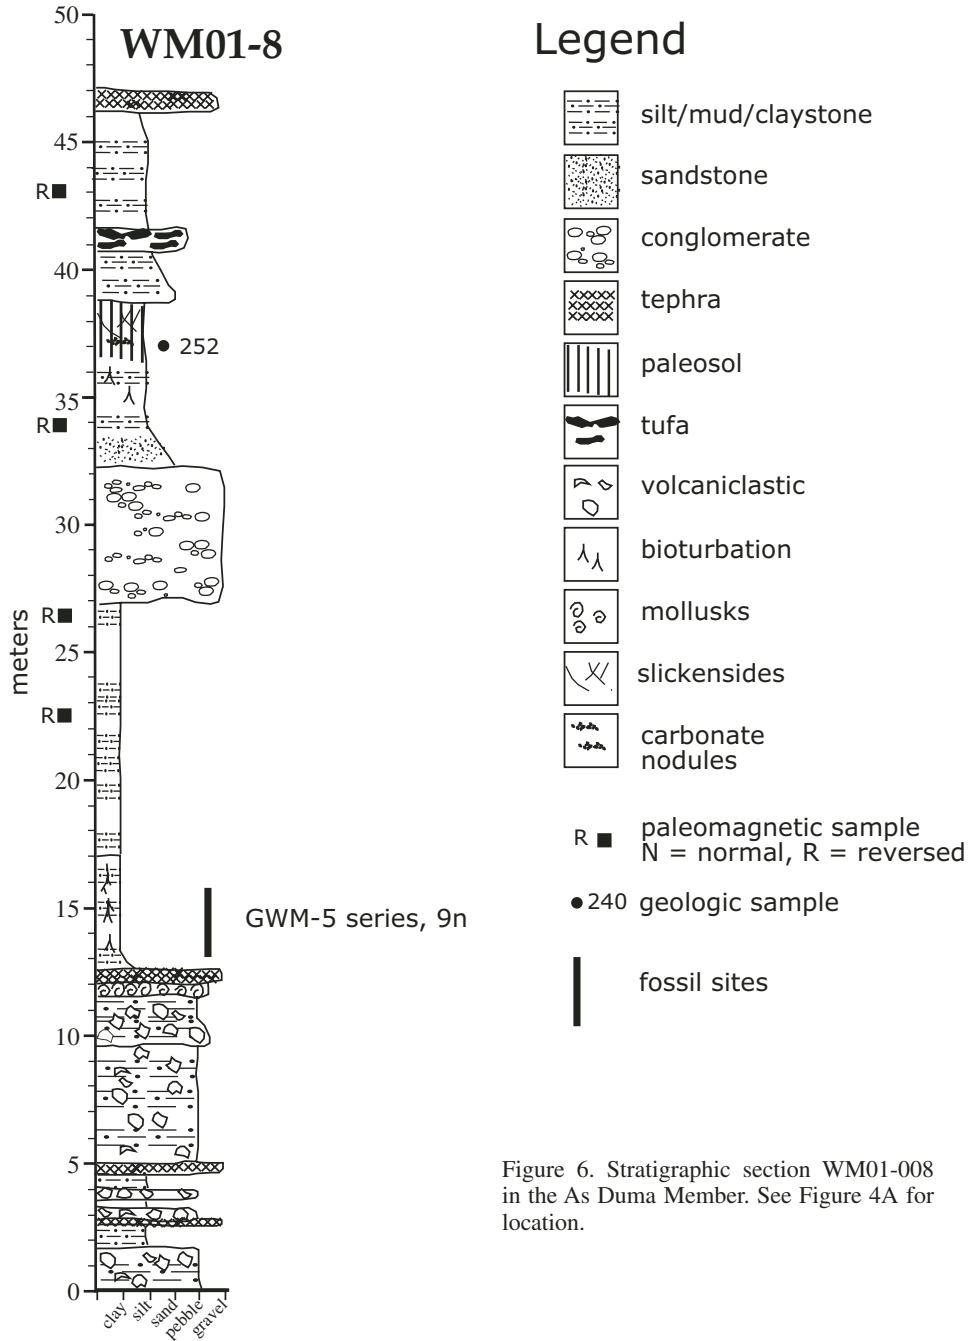 WM01-8
50
45
R
40
252
35
R
30
R
25
meters
R
20
15
GWM-5 series, 9n
10
5
0
clay
silt
sand
pebble
gravel
Legend
silt/mud/claystone
sandstone
conglomerate
tephra
paleosol
tufa
volcaniclastic
bioturbation
mollusks
slickensides
carbonate
nodules
R
paleomagnetic sample
N = normal, R = reversed
240 geologic sample
fossil sites
Figure 6. Stratigraphic section WM01-008
in the As Duma Member. See Figure 4A for
location.